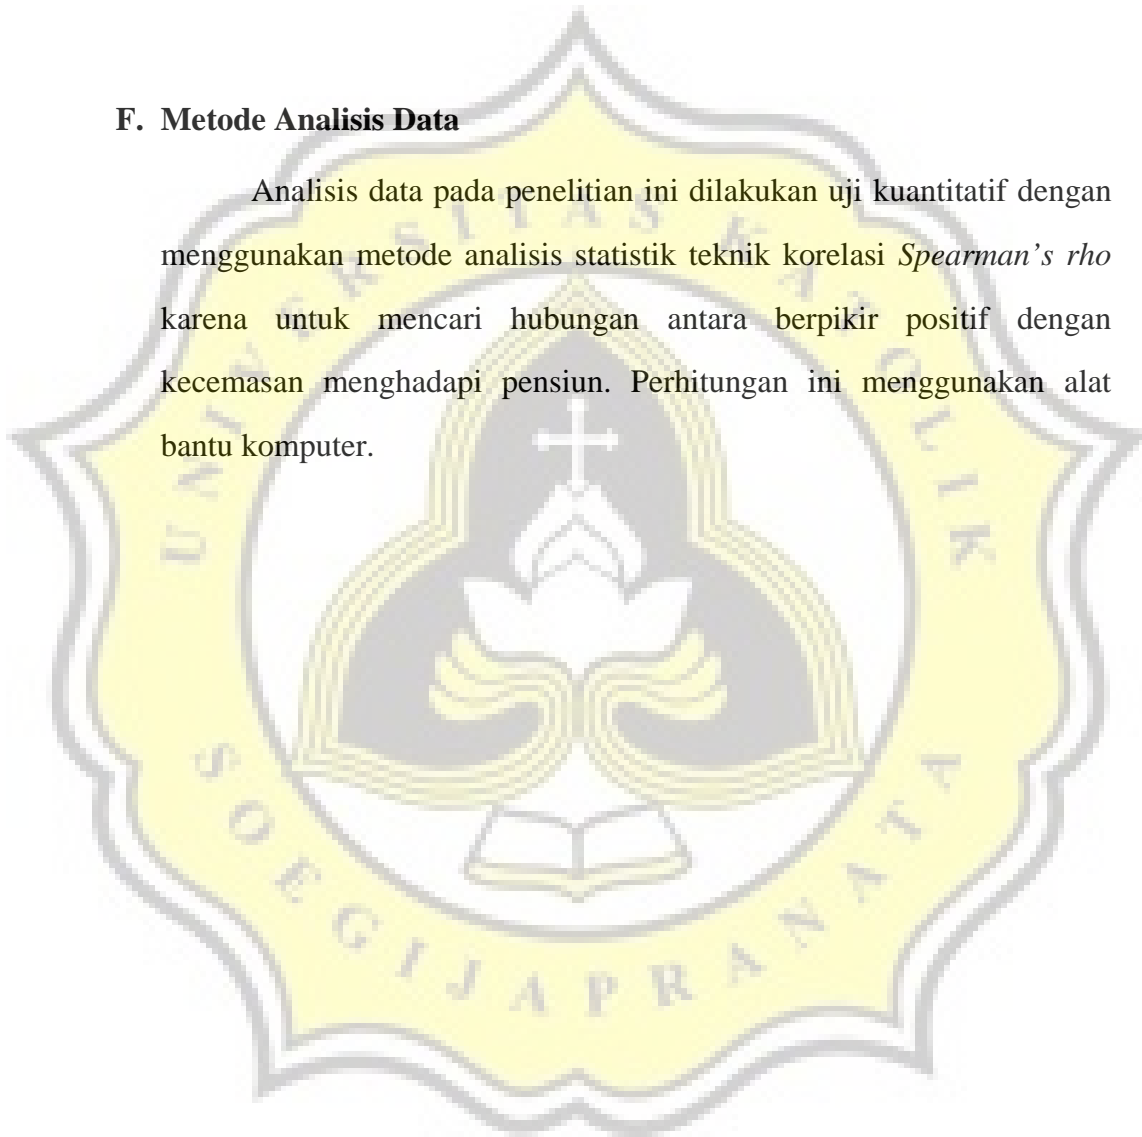 F. Metode Analisis Data
Analisis data pada penelitian ini dilakukan uji kuantitatif dengan
menggunakan metode analisis statistik teknik korelasi Spearman's rho
karena untuk mencari hubungan antara berpikir positif dengan
kecemasan menghadapi pensiun. Perhitungan ini menggunakan alat
bantu komputer.
UNIVERSITAS KATOLIK
SOEGIJAPRANATA